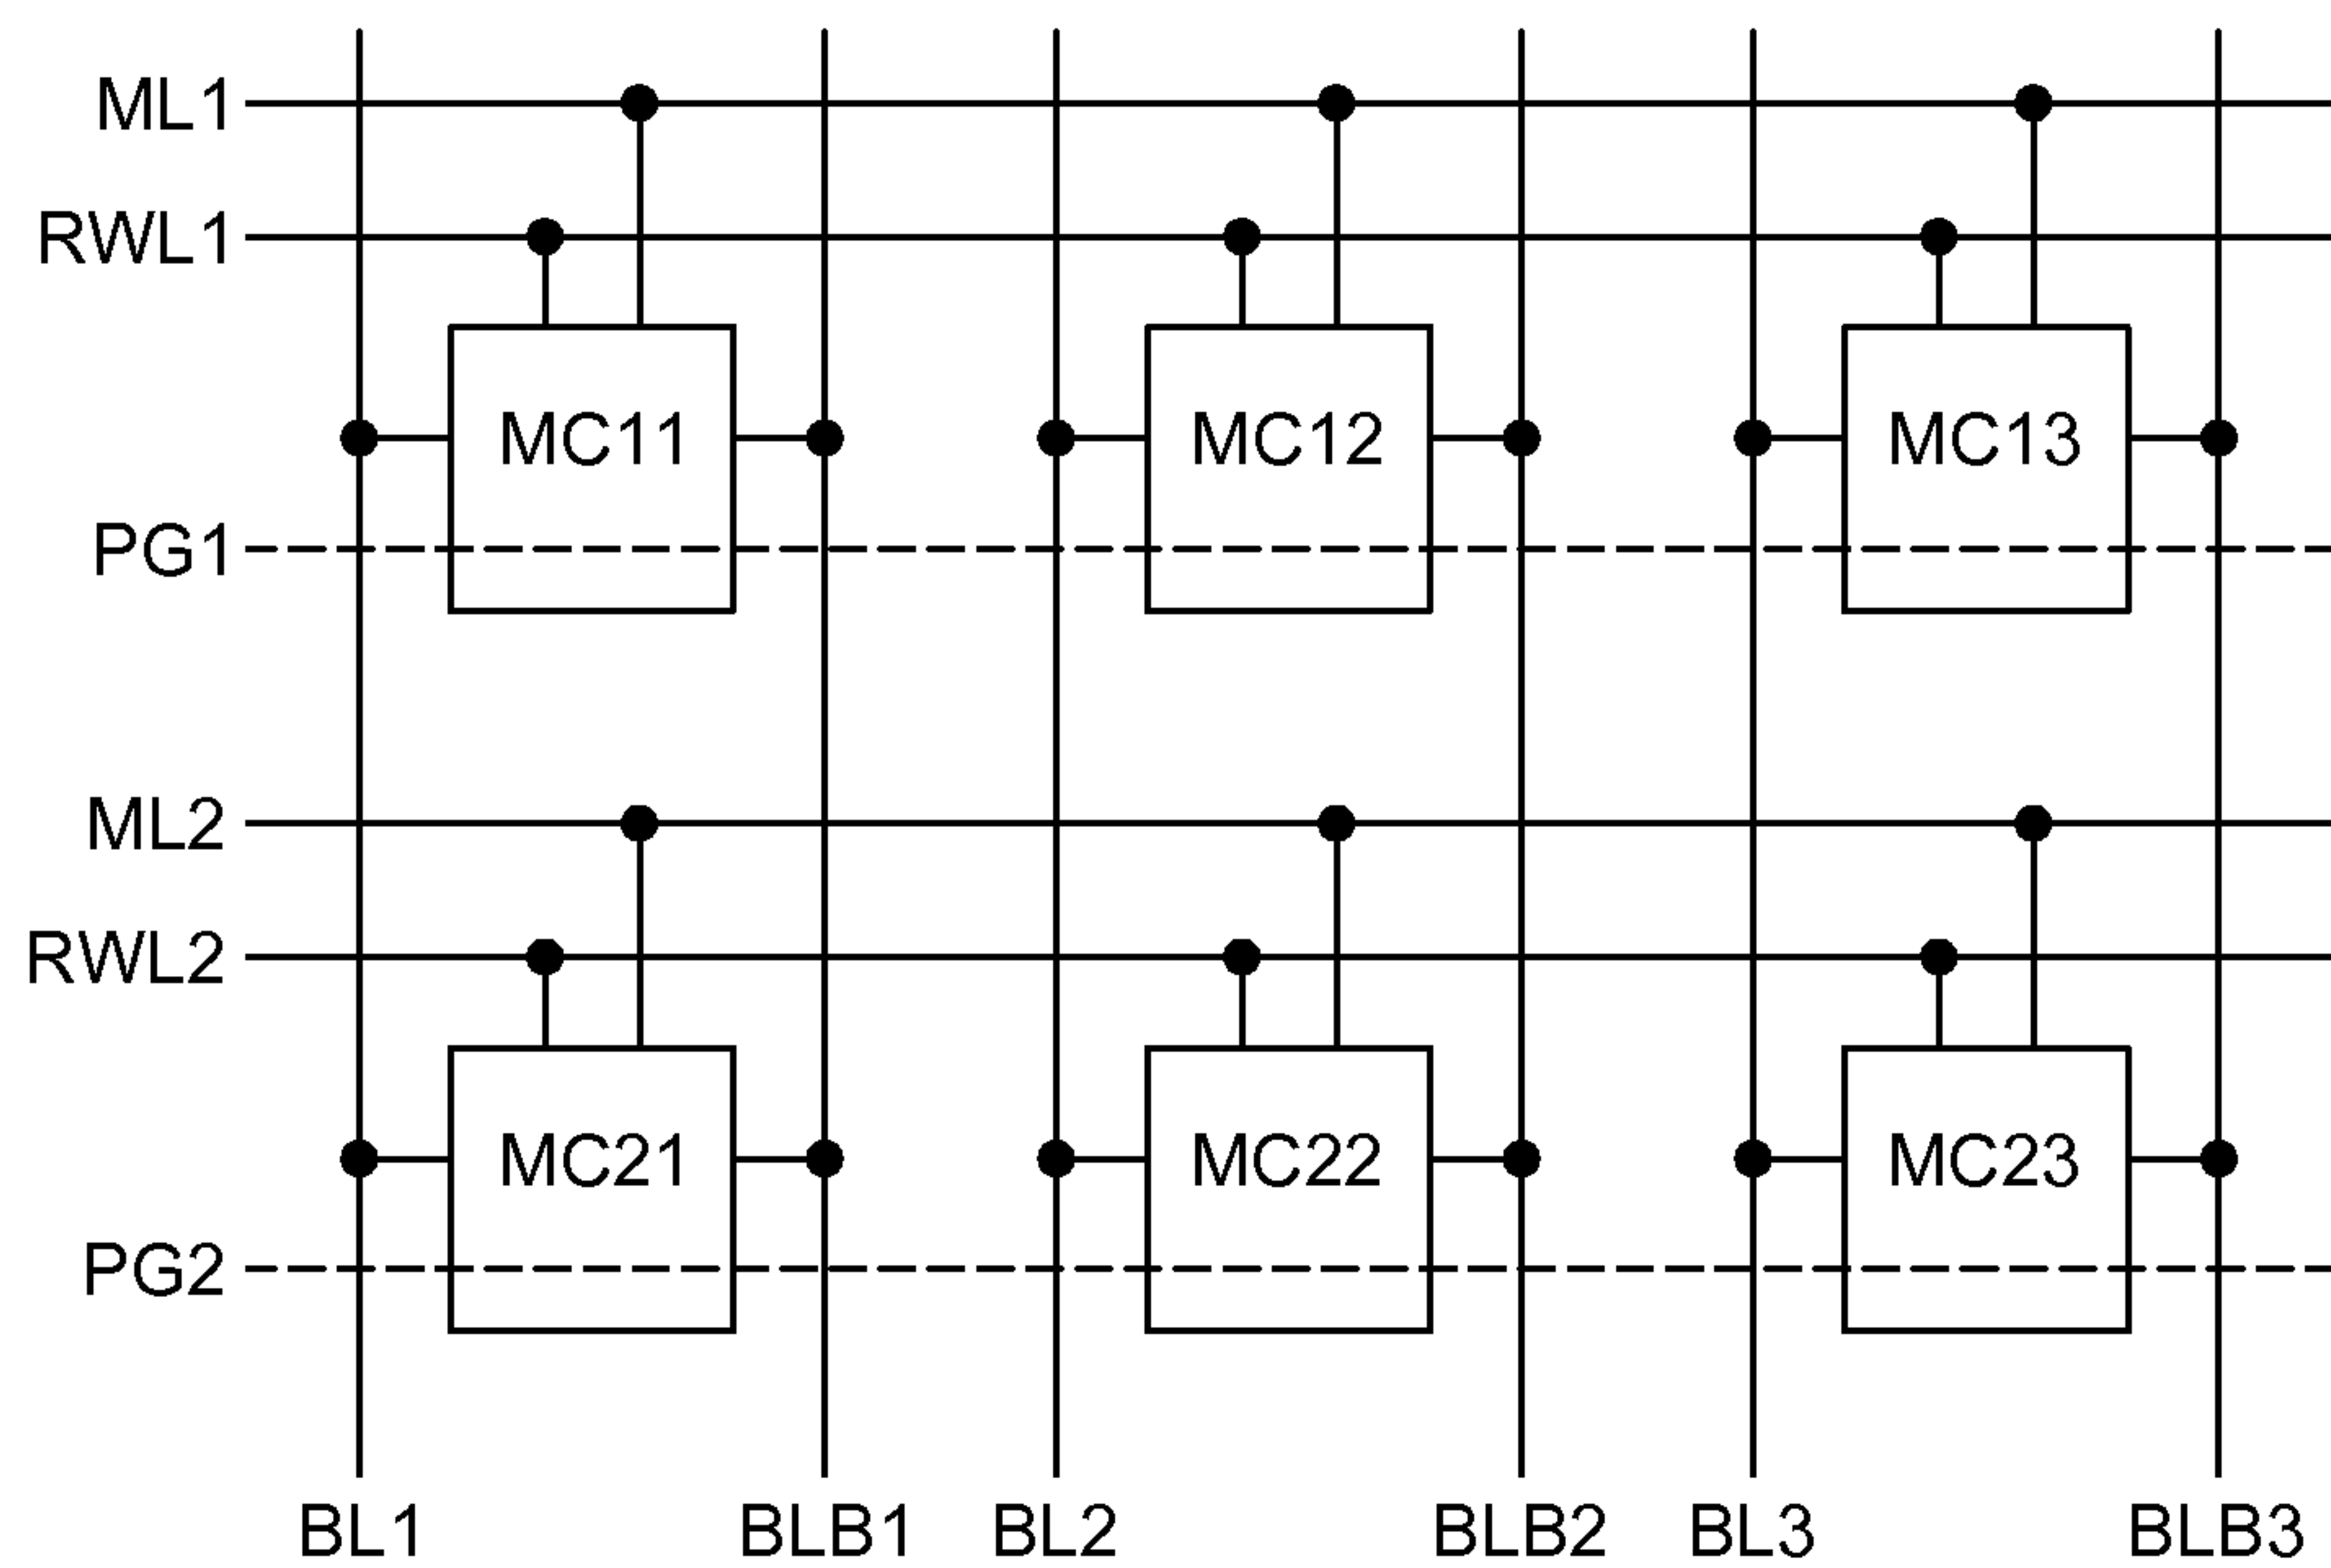 ML1
RWL1
MC11 MC12 MC13
PG1
ML2
RWL2
MC21 MC22 MC23
PG2
BL1 BLB1 BL2 BLB2 BL3 BLB3